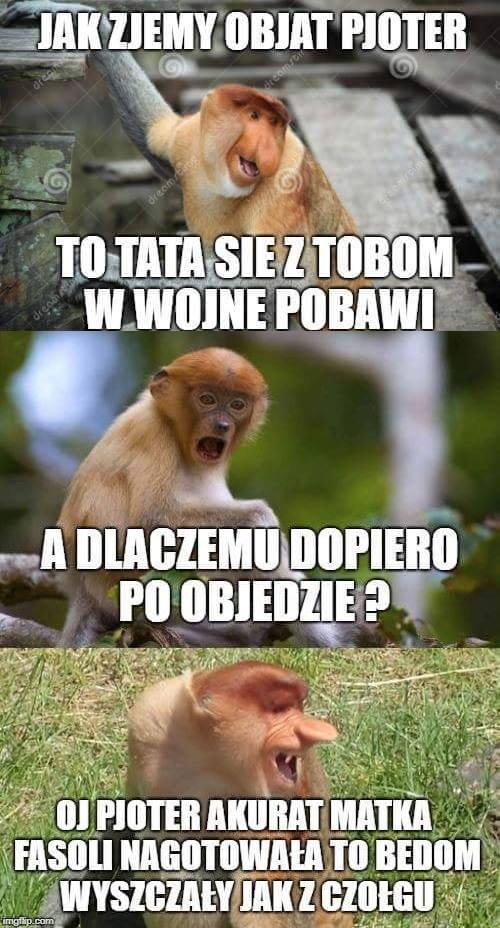 JAK ZJEMY OBJAT PJOTER
TO TATA SIE Z TOBOM
W WOJNE POBAWI
A DLACZEMU DOPIERO
PO OBJEDZIE ?
OJ PJOTER AKURAT MATKA
FASOLI NAGOTOWAŁA TO BEDOM
WYSZCZAŁY JAK Z CZOŁGU
imgflip.com